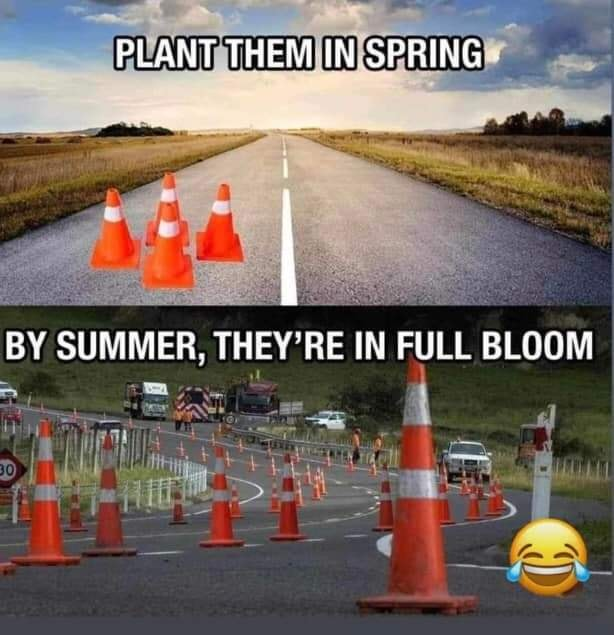 PLANT THEM IN SPRING
BY SUMMER, THEY'RE IN FULL BLOOM
30